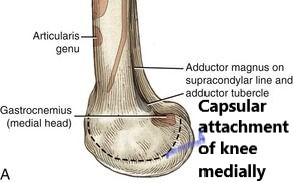 Articularis
genu
Adductor magnus on
supracondylar line and
adductor tubercle
Gastrocnemius
(medial head)
Capsular
attachment
of knee
medially
A